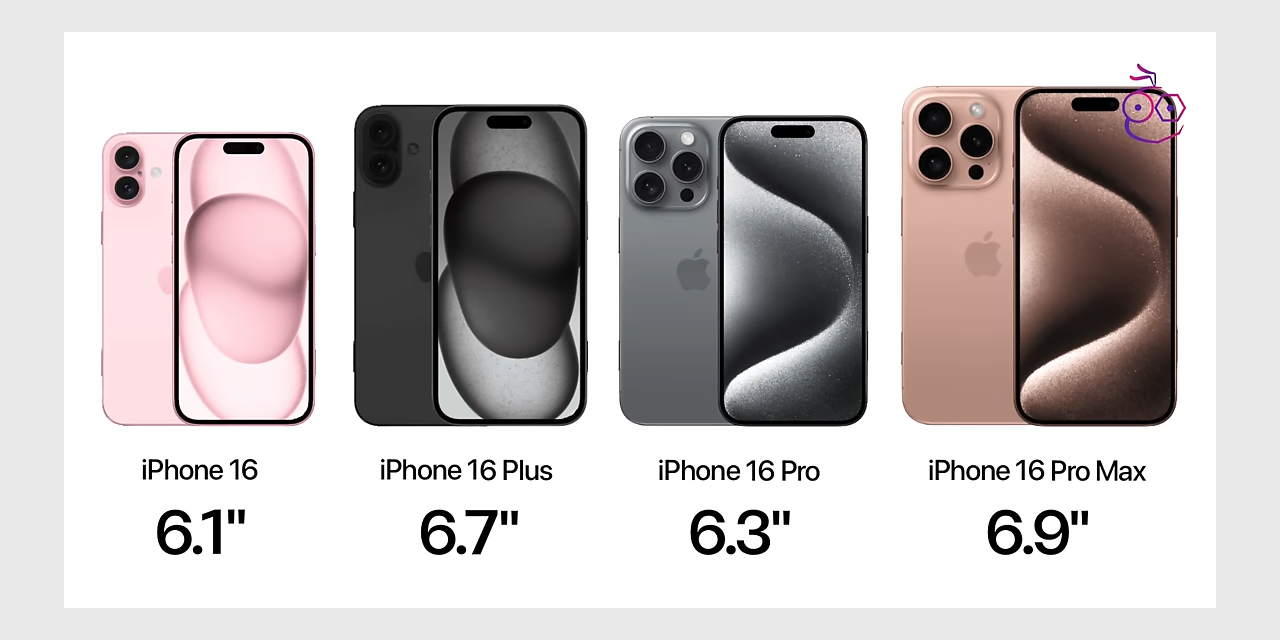 iPhone 16
6.1"
iPhone 16 Plus
6.7"
iPhone 16 Pro
6.3"
iPhone 16 Pro Max
6.9"